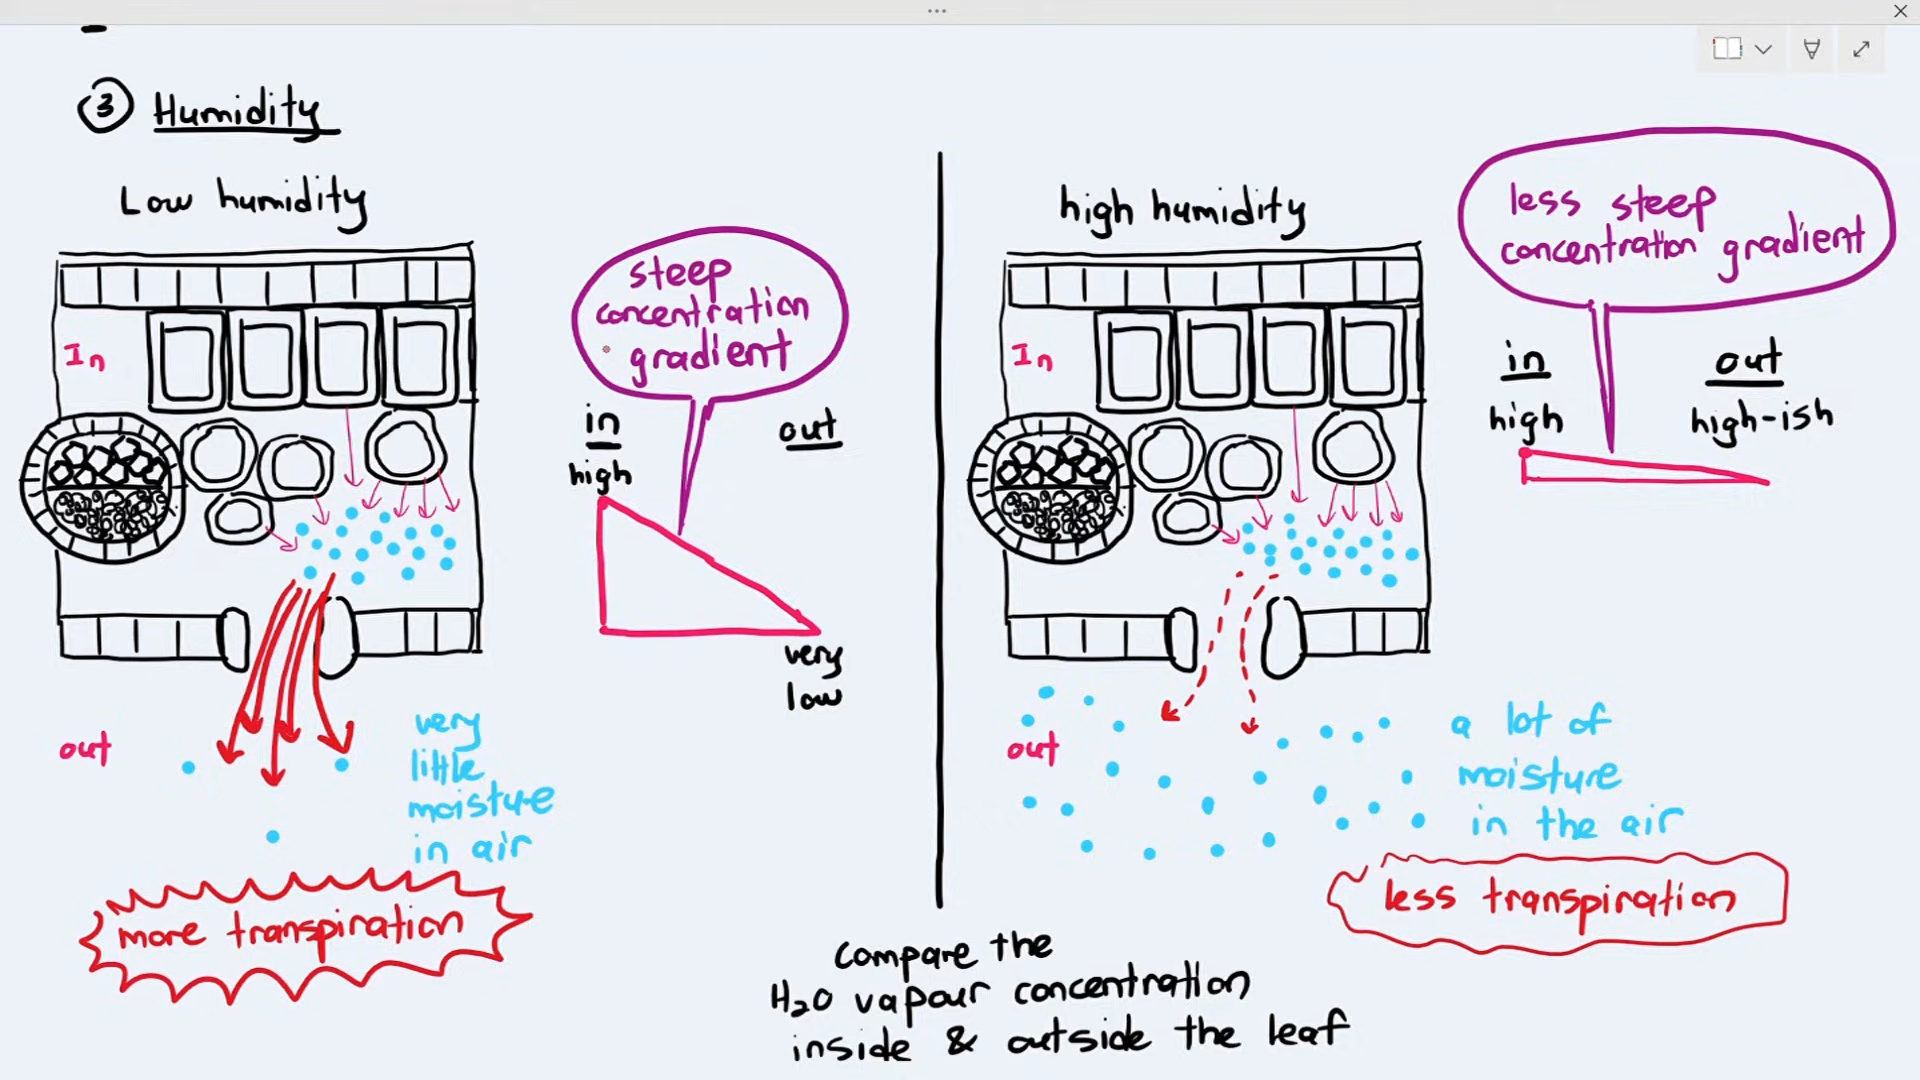 3 Humidity
Low humidity
In
steep
concentration
gradient
in
high
out
very
low
out
very
little
moisture
in air
more transpiration
high humidity
less steep
concentration gradient
In
in
high
out
high-ish
out
a lot of
moisture
in the air
less transpiration
Compare the
H₂O vapour concentration
inside & outside the leaf